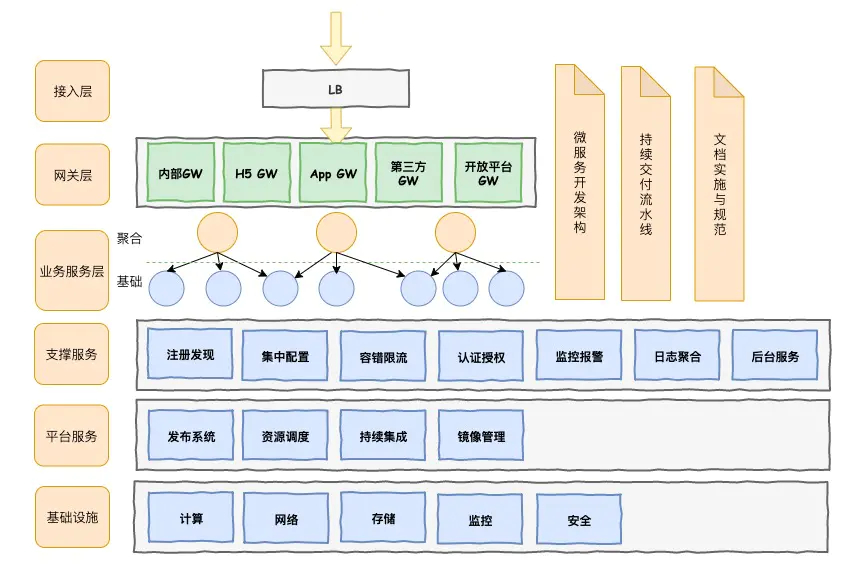 接入层
LB
网关层
内部GW
H5 GW
App GW
第三方
GW
开放平台
GW
微服务开发架构
持续交付流水线
文档实施与规范
业务服务层
聚合
基础
支撑服务
注册发现
集中配置
容错限流
认证授权
监控报警
日志聚合
后台服务
平台服务
发布系统
资源调度
持续集成
镜像管理
基础设施
计算
网络
存储
监控
安全